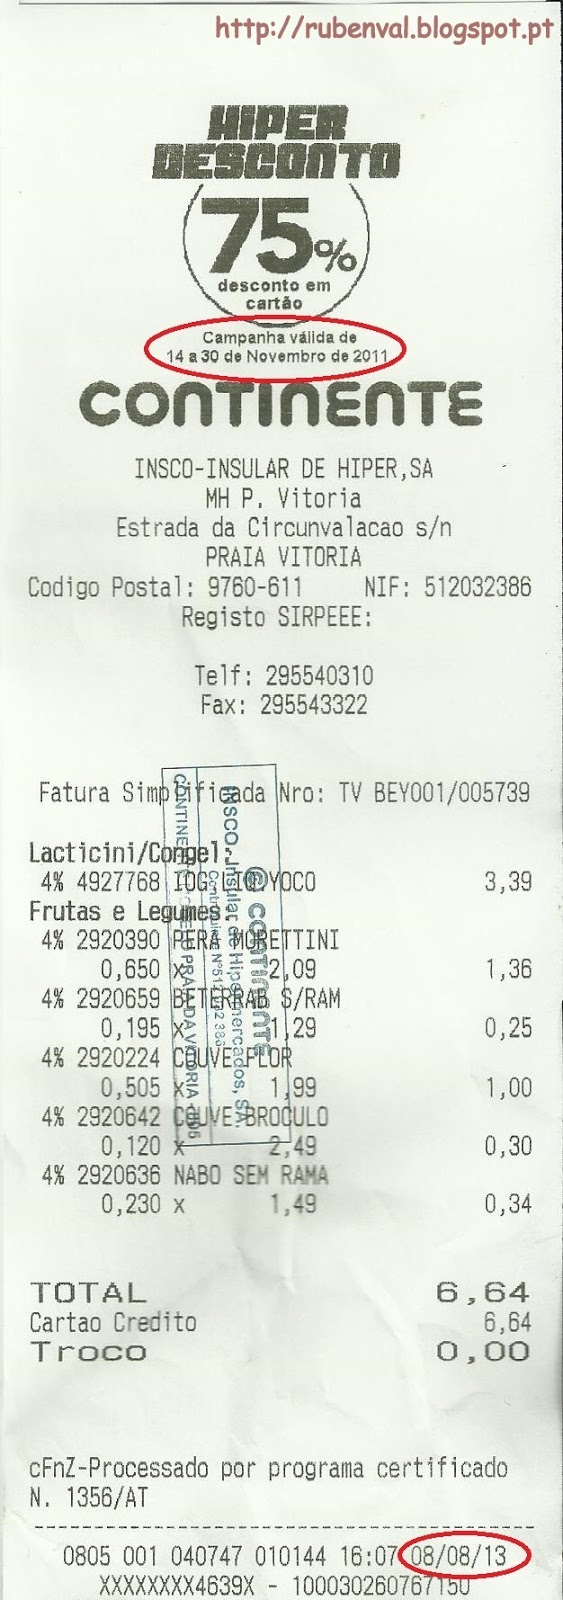 http://rubenval.blogspot.pt
HIPER
DESCONTO
75%
desconto em
cartão
Campanha válida de
14 a 30 de Novembro de 2011
CONTINENTE
INSCO-INSULAR DE HIPER,SA
MH P. Vitoria
Estrada da Circunvalacao s/n
PRAIA VITORIA
Codigo Postal: 9760-611 NIF: 512032386
Registo SIRPEEE:
Telf: 295540310
Fax: 295543322
Fatura Simplificada Nro: TV BEY001/005739
Lacticini/Congel:
4% 4927768 IOG LIQ YOCO 3,39
Frutas e Legumes:
4% 2920390 PERA MORETTINI
0,650 x 2,09 1,36
4% 2920659 BETERRAB S/RAM
0,195 x 1,29 0,25
4% 2920224 COUVE FLOR
0,505 x 1,99 1,00
4% 2920642 COUVE BROCULO
0,120 x 2,49 0,30
4% 2920636 NABO SEM RAMA
0,230 x 1,49 0,34
TOTAL 6,64
Cartao Credito 6,64
Troco 0,00
cFnZ-Processado por programa certificado
N. 1356/AT
0805 001 040747 010144 16:07 08/08/13
XXXXXXXX4639X - 100030260767150
CONTINENTE
INSCO - Insular de Hipermercados, SA.
Contribuinte Nº 512 032 386
CONTINENTE PRAIA DA VITORIA